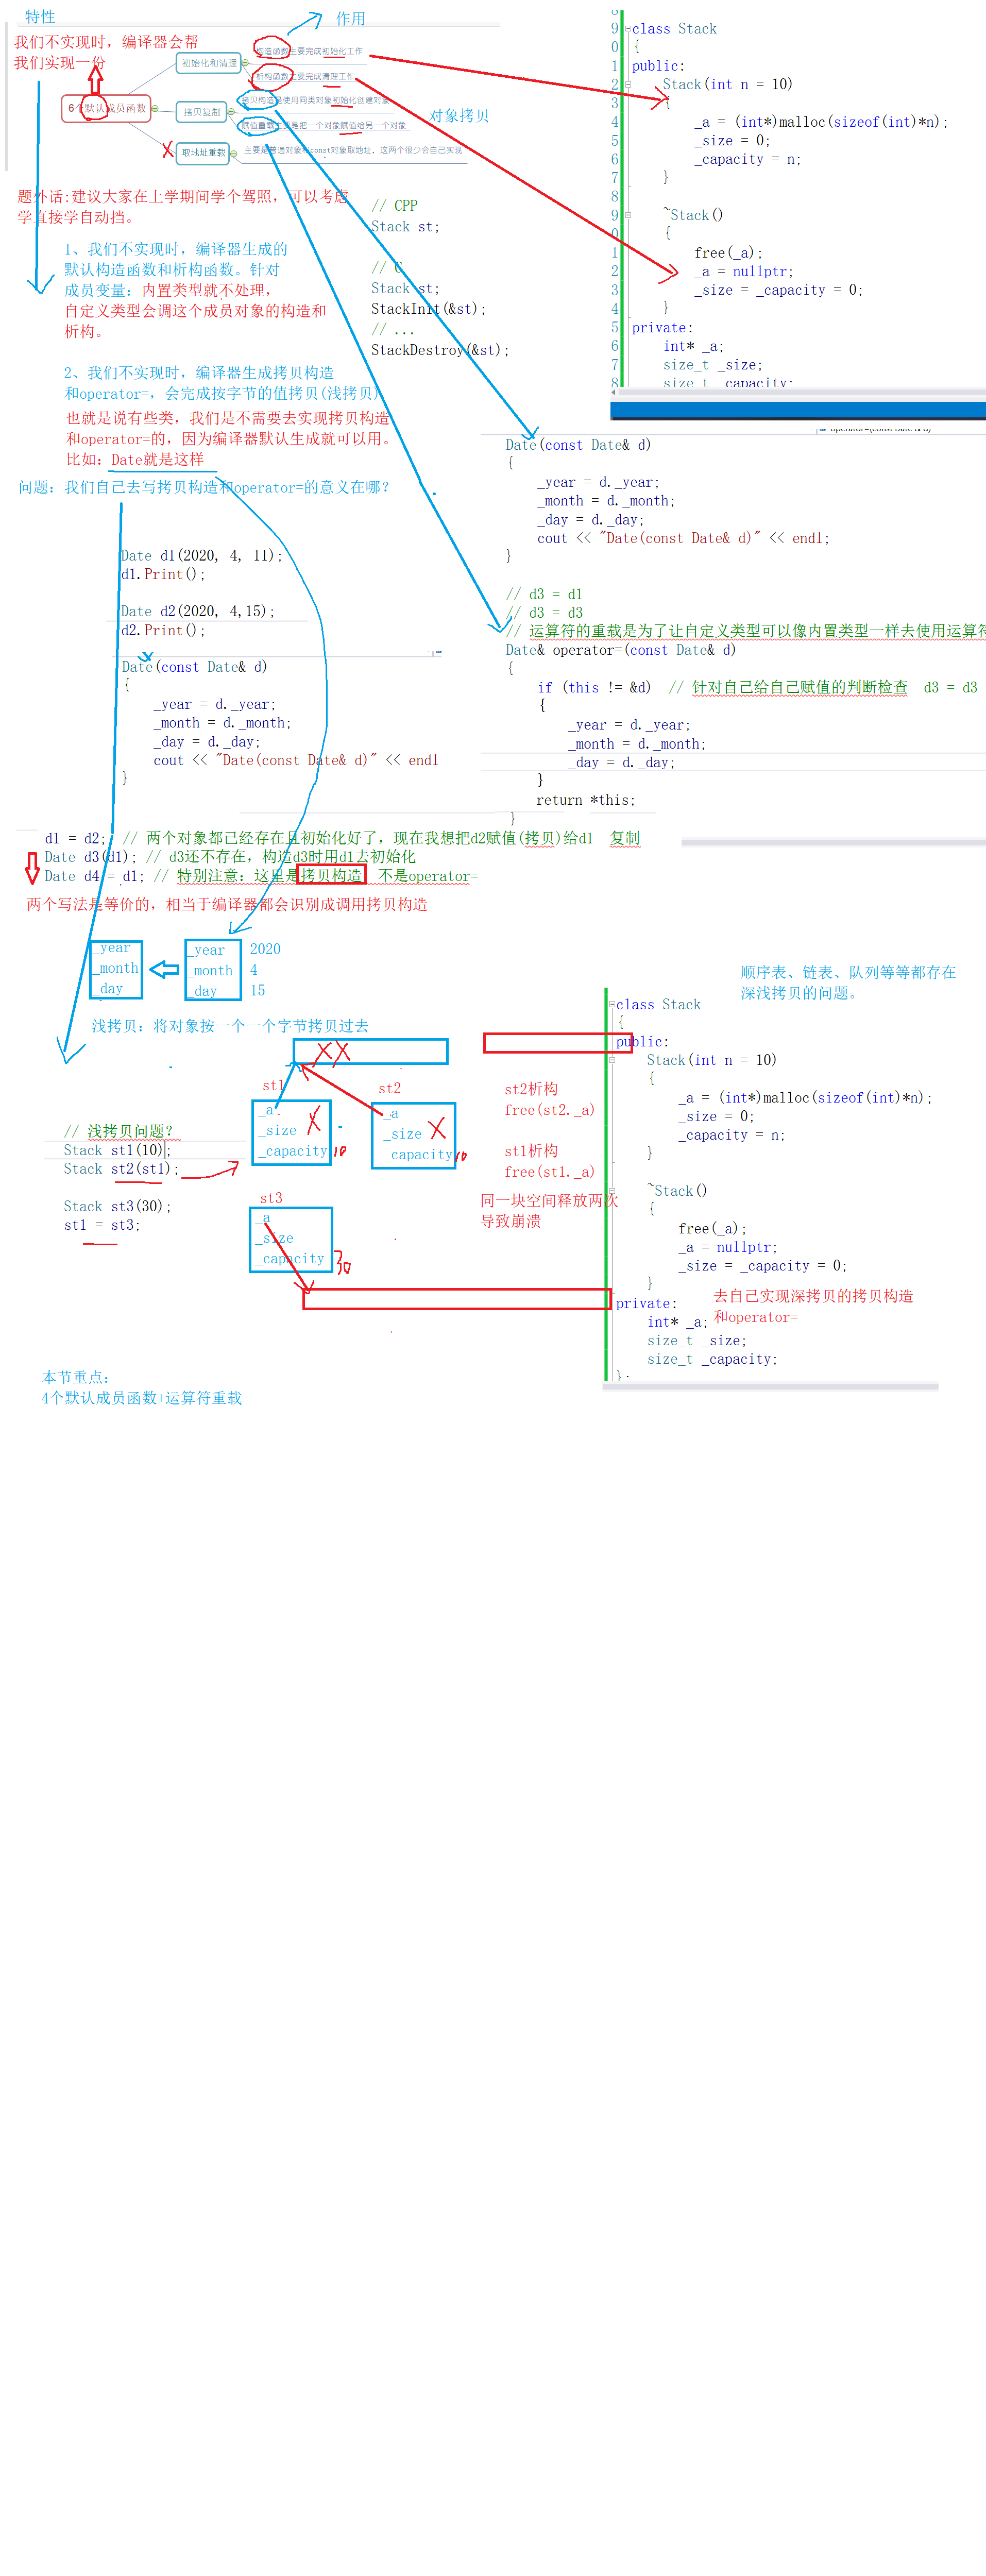 特性
作用
我们不实现时，编译器会帮
我们实现一份
6个默认成员函数
初始化和清理
构造函数主要完成初始化工作
析构函数主要完成清理工作
拷贝复制
拷贝构造是使用同类对象初始化创建对象
赋值重载主要是把一个对象赋值给另一个对象
取地址重载
主要是普通对象和const对象取地址，这两个很少会自己实现
对象拷贝
题外话:建议大家在上学期间学个驾照，可以考虑
学直接学自动挡。
1、我们不实现时，编译器生成的
默认构造函数和析构函数。针对
成员变量：内置类型就不处理，
自定义类型会调这个成员对象的构造和
析构。
2、我们不实现时，编译器生成拷贝构造
和operator=，会完成按字节的值拷贝(浅拷贝)
也就是说有些类，我们是不需要去实现拷贝构造
和operator=的，因为编译器默认生成就可以用。
比如：Date就是这样
问题：我们自己去写拷贝构造和operator=的意义在哪？
// CPP
Stack st;
// C
Stack st;
StackInit(&st);
// ...
StackDestroy(&st);
9 class Stack
0 {
1 public:
2 Stack(int n = 10)
3 {
4 _a = (int*)malloc(sizeof(int)*n);
5 _size = 0;
6 _capacity = n;
7 }
8
9 ~Stack()
0 {
1 free(_a);
2 _a = nullptr;
3 _size = _capacity = 0;
4 }
5 private:
6 int* _a;
7 size_t _size;
8 size_t _capacity;
operator=(const Date & d)
Date(const Date& d)
{
_year = d._year;
_month = d._month;
_day = d._day;
cout << "Date(const Date& d)" << endl;
}
// d3 = d1
// d3 = d3
// 运算符的重载是为了让自定义类型可以像内置类型一样去使用运算符
Date& operator=(const Date& d)
{
if (this != &d) // 针对自己给自己赋值的判断检查 d3 = d3
{
_year = d._year;
_month = d._month;
_day = d._day;
}
return *this;
}
Date d1(2020, 4, 11);
d1.Print();
Date d2(2020, 4,15);
d2.Print();
Date(const Date& d)
{
_year = d._year;
_month = d._month;
_day = d._day;
cout << "Date(const Date& d)" << endl
}
d1 = d2; // 两个对象都已经存在且初始化好了，现在我想把d2赋值(拷贝)给d1 复制
Date d3(d1); // d3还不存在，构造d3时用d1去初始化
Date d4 = d1; // 特别注意：这里是拷贝构造 不是operator=
两个写法是等价的，相当于编译器都会识别成调用拷贝构造
_year
_month
_day
_year 2020
_month 4
_day 15
浅拷贝：将对象按一个一个字节拷贝过去
// 浅拷贝问题？
Stack st1(10);
Stack st2(st1);
Stack st3(30);
st1 = st3;
st1
_a
_size
_capacity 10
st2
_a
_size
_capacity 10
st3
_a
_size
_capacity 30
st2析构
free(st2._a)
st1析构
free(st1._a)
同一块空间释放两次
导致崩溃
顺序表、链表、队列等等都存在
深浅拷贝的问题。
class Stack
{
public:
Stack(int n = 10)
{
_a = (int*)malloc(sizeof(int)*n);
_size = 0;
_capacity = n;
}
~Stack()
{
free(_a);
_a = nullptr;
_size = _capacity = 0;
}
private:
int* _a;
size_t _size;
size_t _capacity;
};
去自己实现深拷贝的拷贝构造
和operator=
本节重点：
4个默认成员函数+运算符重载